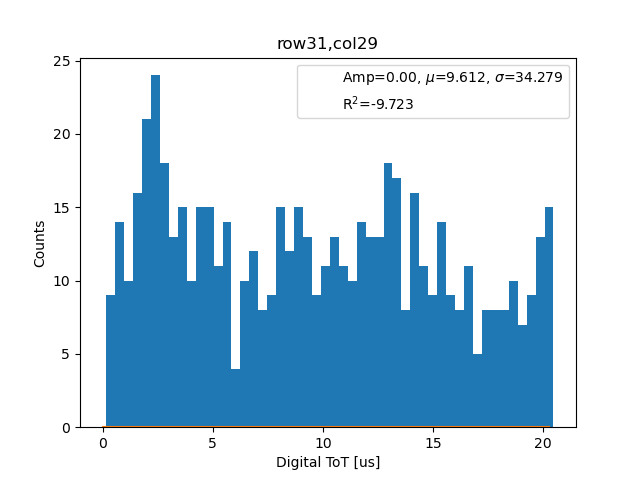 row31,col29
Amp=0.00, μ=9.612, σ=34.279
R²=-9.723
25
20
15
10
5
0
Counts
0 5 10 15 20
Digital ToT [us]